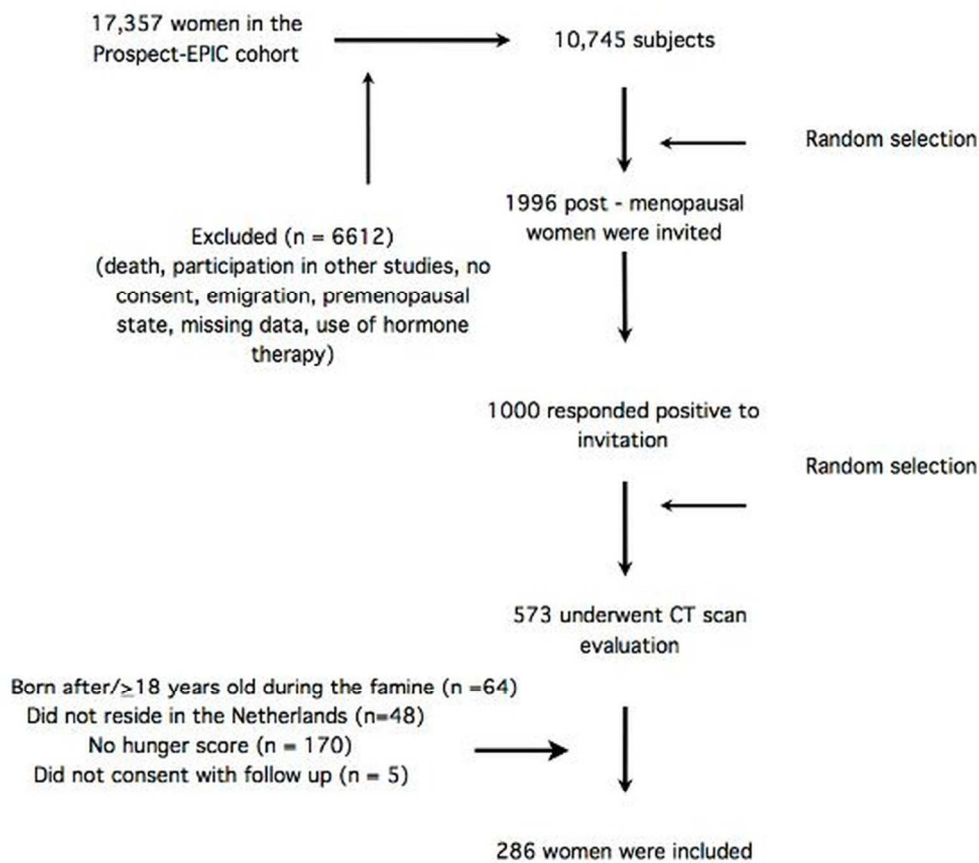 17,357 women in the
Prospect-EPIC cohort
10,745 subjects
Random selection
1996 post - menopausal
women were invited
Excluded (n = 6612)
(death, participation in other studies, no
consent, emigration, premenopausal
state, missing data, use of hormone
therapy)
1000 responded positive to
invitation
Random selection
573 underwent CT scan
evaluation
Born after/≥18 years old during the famine (n =64)
Did not reside in the Netherlands (n=48)
No hunger score (n = 170)
Did not consent with follow up (n = 5)
286 women were included